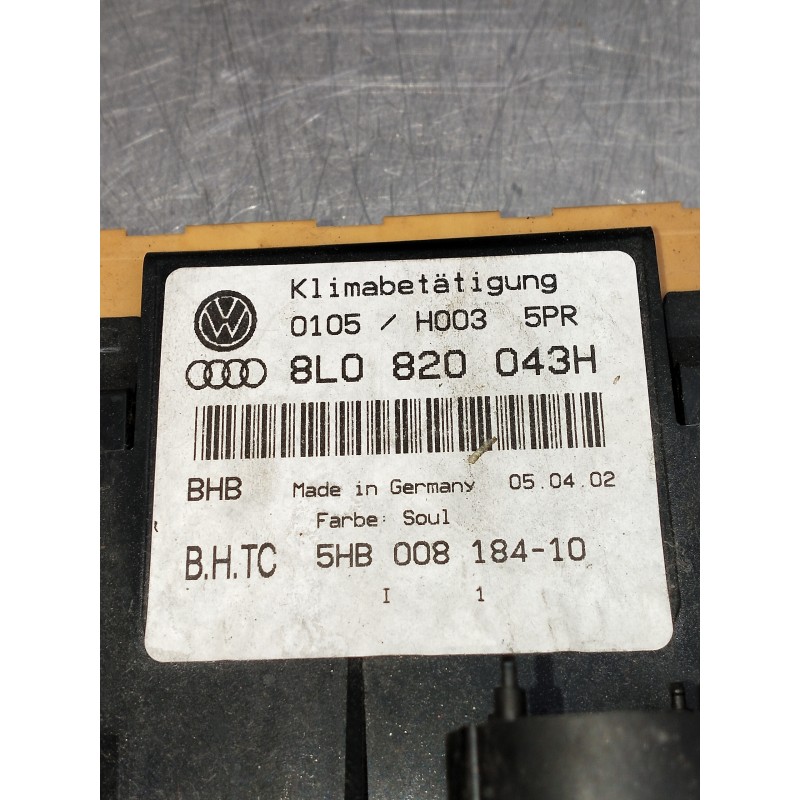 Klimabetätigung
0105 / H003 5PR
8L0 820 043H
BHB Made in Germany 05.04.02
Farbe: Soul
B.H.TC 5HB 008 184-10
I 1